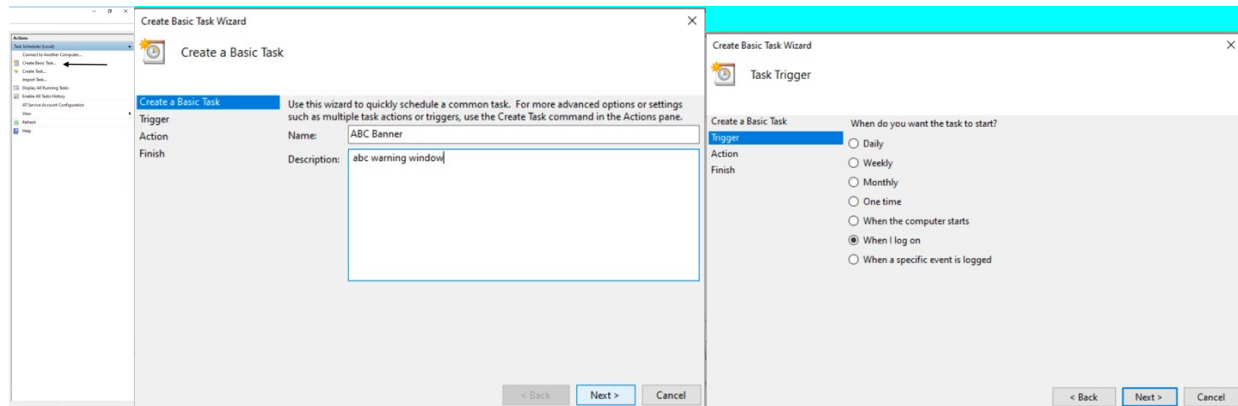 Actions
Task Scheduler (Local)
Connect to Another Computer...
Create Basic Task...
Create Task...
Import Task...
Display All Running Tasks
Enable All Tasks History
AT Service Account Configuration
View
Refresh
Help
Create Basic Task Wizard
Create a Basic Task
Create a Basic Task
Trigger
Action
Finish
Use this wizard to quickly schedule a common task. For more advanced options or settings
such as multiple task actions or triggers, use the Create Task command in the Actions pane.
Name: ABC Banner
Description: abc warning window
< Back Next > Cancel
Create Basic Task Wizard
Task Trigger
Create a Basic Task
Trigger
Action
Finish
When do you want the task to start?
Daily
Weekly
Monthly
One time
When the computer starts
When I log on
When a specific event is logged
< Back Next > Cancel